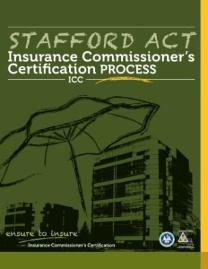 STAFFORD ACT
Insurance Commissioner's
Certification PROCESS
ICC
ensure to insure
Insurance Commissioner's Certification